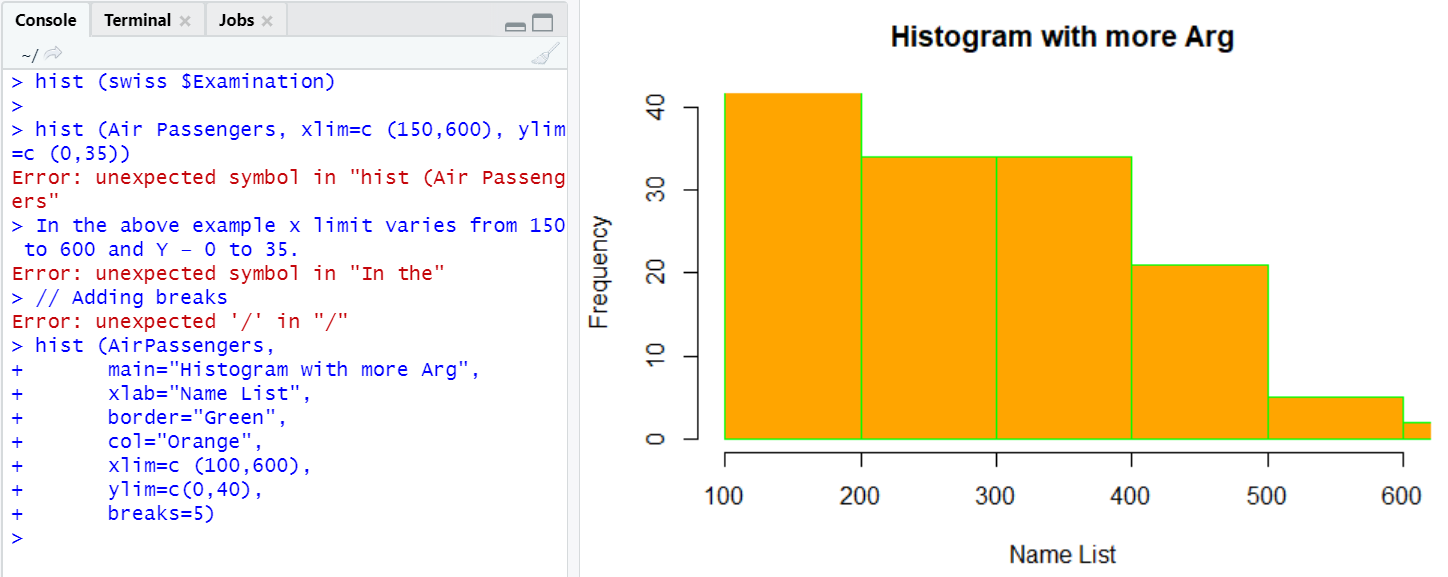 Console Terminal Jobs
~/
> hist (swiss $Examination)
>
> hist (Air Passengers, xlim=c (150,600), ylim
=c (0,35))
Error: unexpected symbol in "hist (Air Passeng
ers"
> In the above example x limit varies from 150
to 600 and Y – 0 to 35.
Error: unexpected symbol in "In the"
> // Adding breaks
Error: unexpected '/' in "/"
> hist (AirPassengers,
+ main="Histogram with more Arg",
+ xlab="Name List",
+ border="Green",
+ col="Orange",
+ xlim=c (100,600),
+ ylim=c(0,40),
+ breaks=5)
>
Histogram with more Arg
Frequency
40
30
20
10
0
100 200 300 400 500 600
Name List